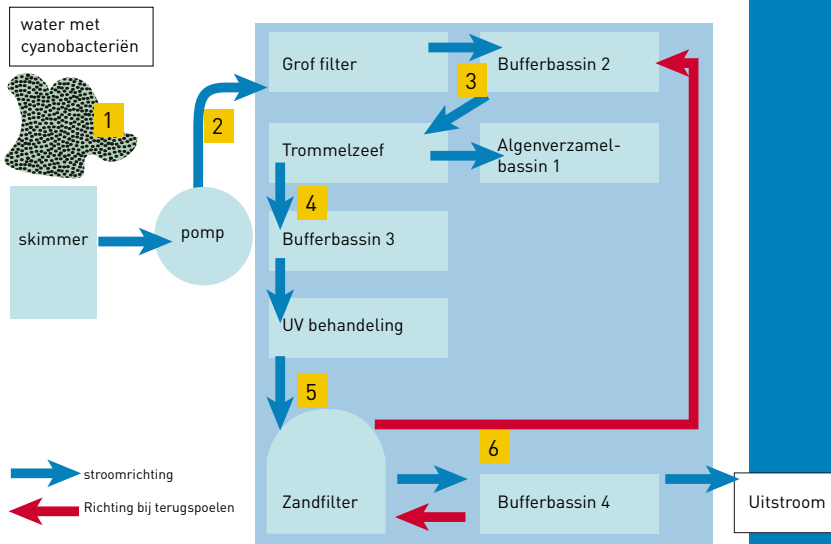 water met
cyanobacteriën
1
2
Grof filter
3
Bufferbassin 2
Trommelzeef
Algenverzamel-
bassin 1
4
skimmer
pomp
Bufferbassin 3
UV behandeling
5
6
stroomrichting
Richting bij terugspoelen
Zandfilter
Bufferbassin 4
Uitstroom